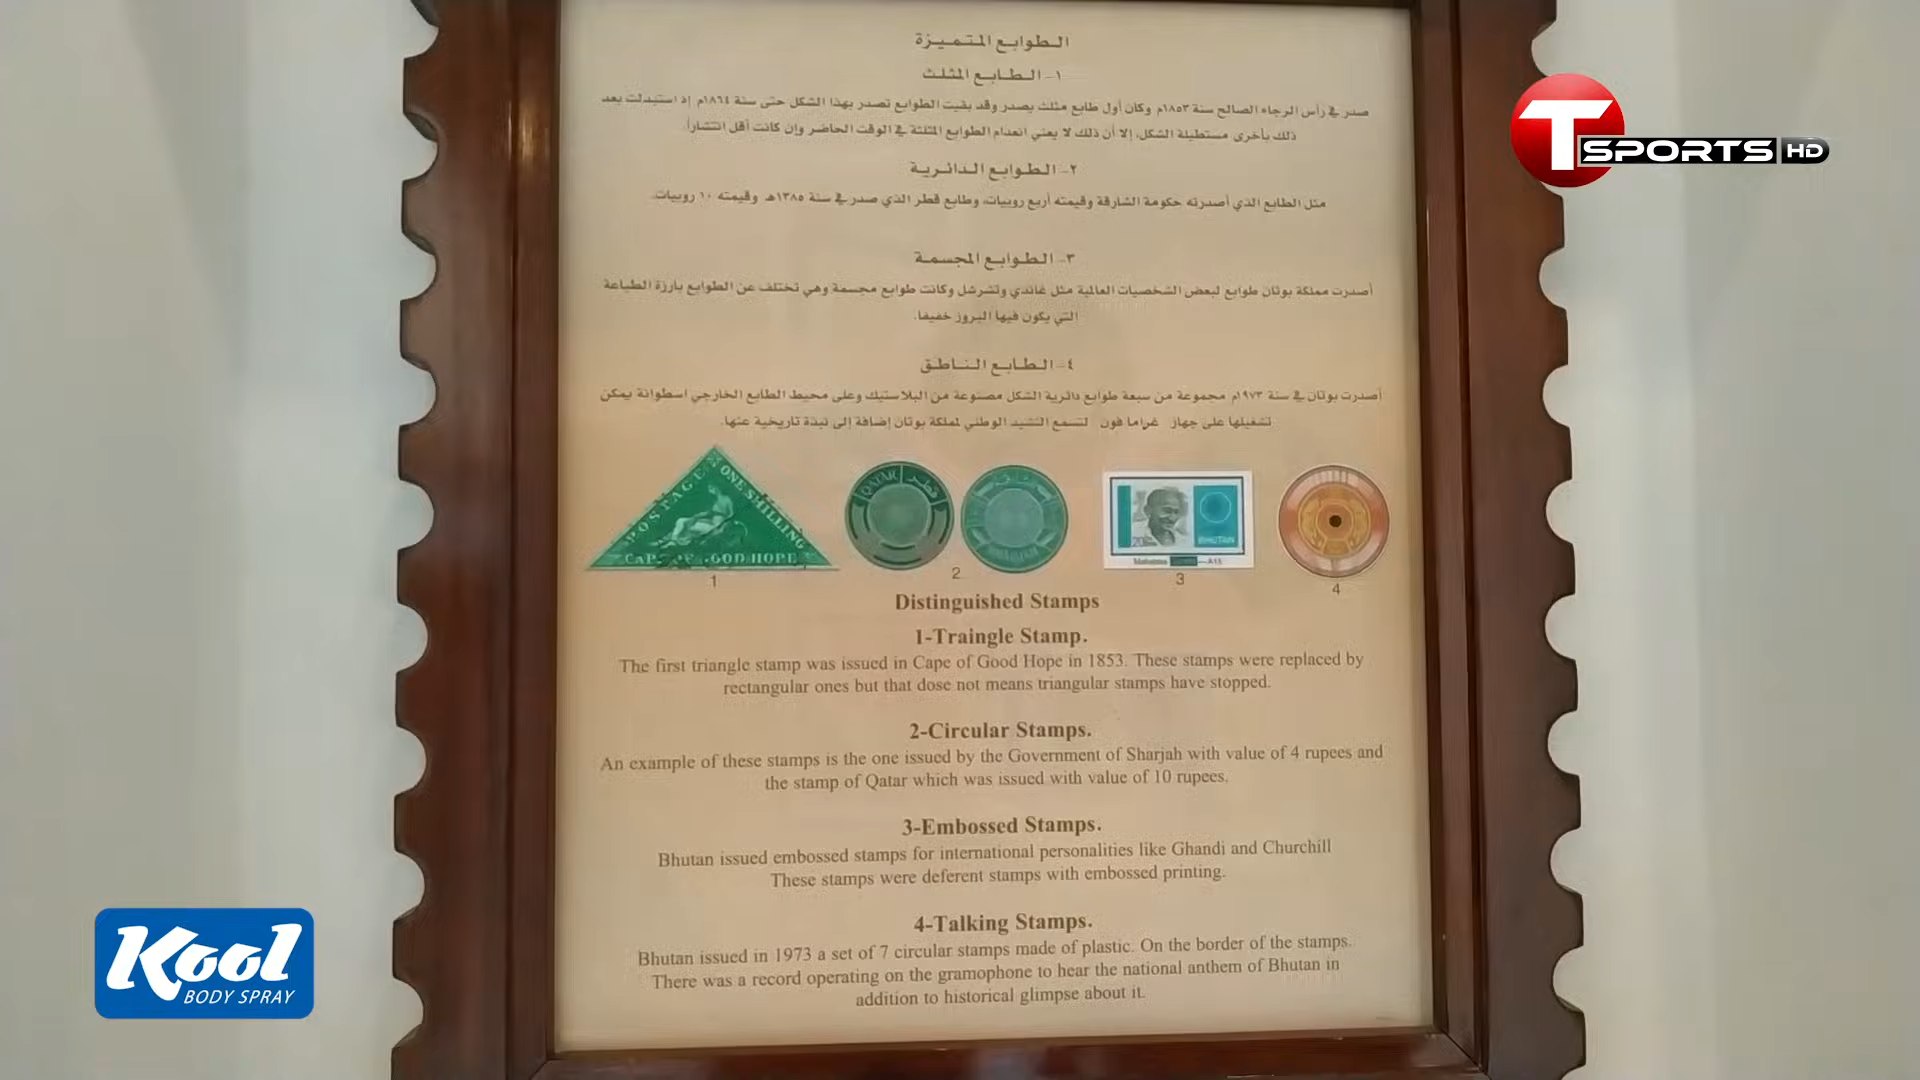 الطوابع المتميزة
١- الطابع المثلث
صدر في رأس الرجاء الصالح سنة ١٨٥٣م وكان أول طابع مثلث يصدر وقد بقيت الطوابع تصدر بهذا الشكل حتى سنة ١٨٦٤م إذ استبدلت بعد
ذلك بأخرى مستطيلة الشكل، إلا أن ذلك لا يعني انعدام الطوابع المثلثة في الوقت الحاضر وإن كانت أقل انتشاراً.
٢- الطوابع الدائرية
مثل الطابع الذي أصدرته حكومة الشارقة وقيمته أربع روبيات، وطابع قطر الذي صدر في سنة ١٣٨٥هـ وقيمته ١٠ روبيات.
٣- الطوابع المجسمة
أصدرت مملكة بوتان طوابع لبعض الشخصيات العالمية مثل غاندي وتشرشل وكانت طوابع مجسمة وهي تختلف عن الطوابع بارزة الطباعة
التي يكون فيها البروز خفيفا.
٤- الطابع الناطق
أصدرت بوتان في سنة ١٩٧٣م مجموعة من سبعة طوابع دائرية الشكل مصنوعة من البلاستيك وعلى محيط الطابع الخارجي اسطوانة يمكن
تشغيلها على جهاز غراما فون لتسمع النشيد الوطني لمملكة بوتان إضافة إلى نبذة تاريخية عنها.
POSTAGE ONE SHILLING
GOOD HOPE
QATAR قطر
20
BHUTAN
Mahatma
A15
1
2
3
4
Distinguished Stamps
1-Traingle Stamp.
The first triangle stamp was issued in Cape of Good Hope in 1853. These stamps were replaced by
rectangular ones but that dose not means triangular stamps have stopped.
2-Circular Stamps.
An example of these stamps is the one issued by the Government of Sharjah with value of 4 rupees and
the stamp of Qatar which was issued with value of 10 rupees.
3-Embossed Stamps.
Bhutan issued embossed stamps for international personalities like Ghandi and Churchill
These stamps were deferent stamps with embossed printing.
4-Talking Stamps.
Bhutan issued in 1973 a set of 7 circular stamps made of plastic. On the border of the stamps.
There was a record operating on the gramophone to hear the national anthem of Bhutan in
addition to historical glimpse about it.
T SPORTS HD
Kool
BODY SPRAY